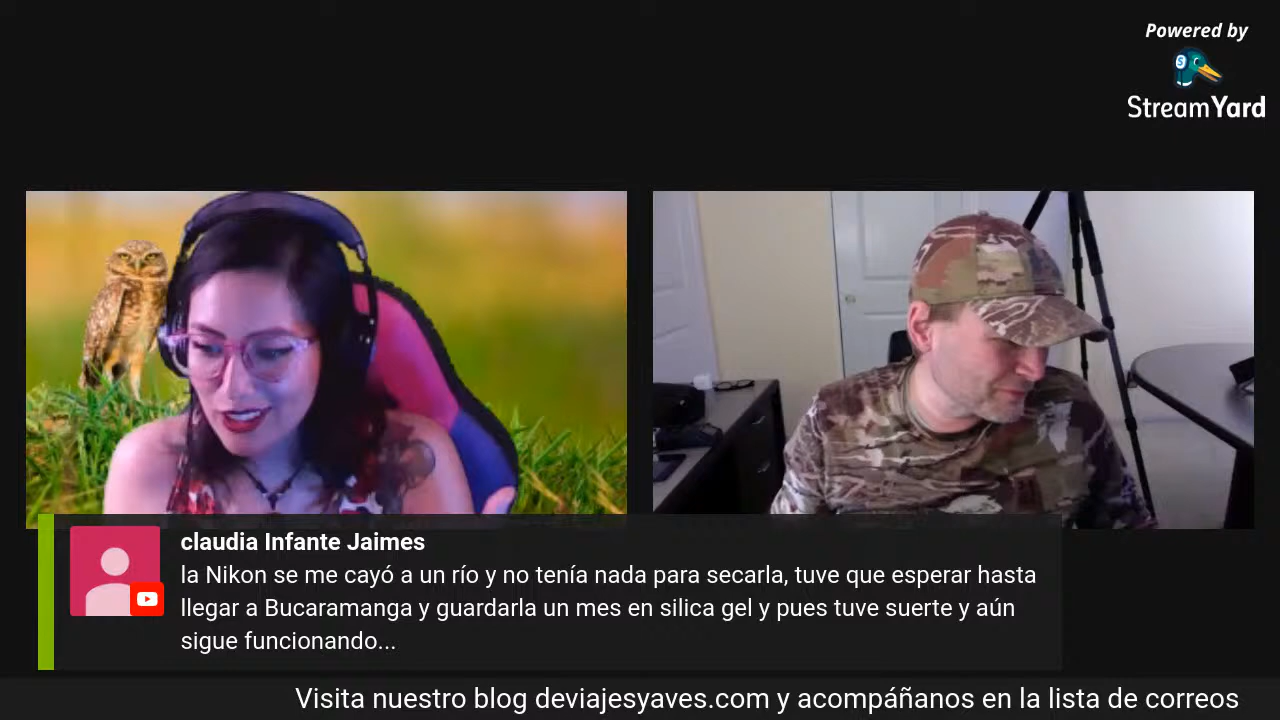 Powered by
StreamYard
claudia Infante Jaimes
la Nikon se me cayó a un río y no tenía nada para secarla, tuve que esperar hasta
llegar a Bucaramanga y guardarla un mes en silica gel y pues tuve suerte y aún
sigue funcionando...
Visita nuestro blog deviajesyaves.com y acompáñanos en la lista de correos